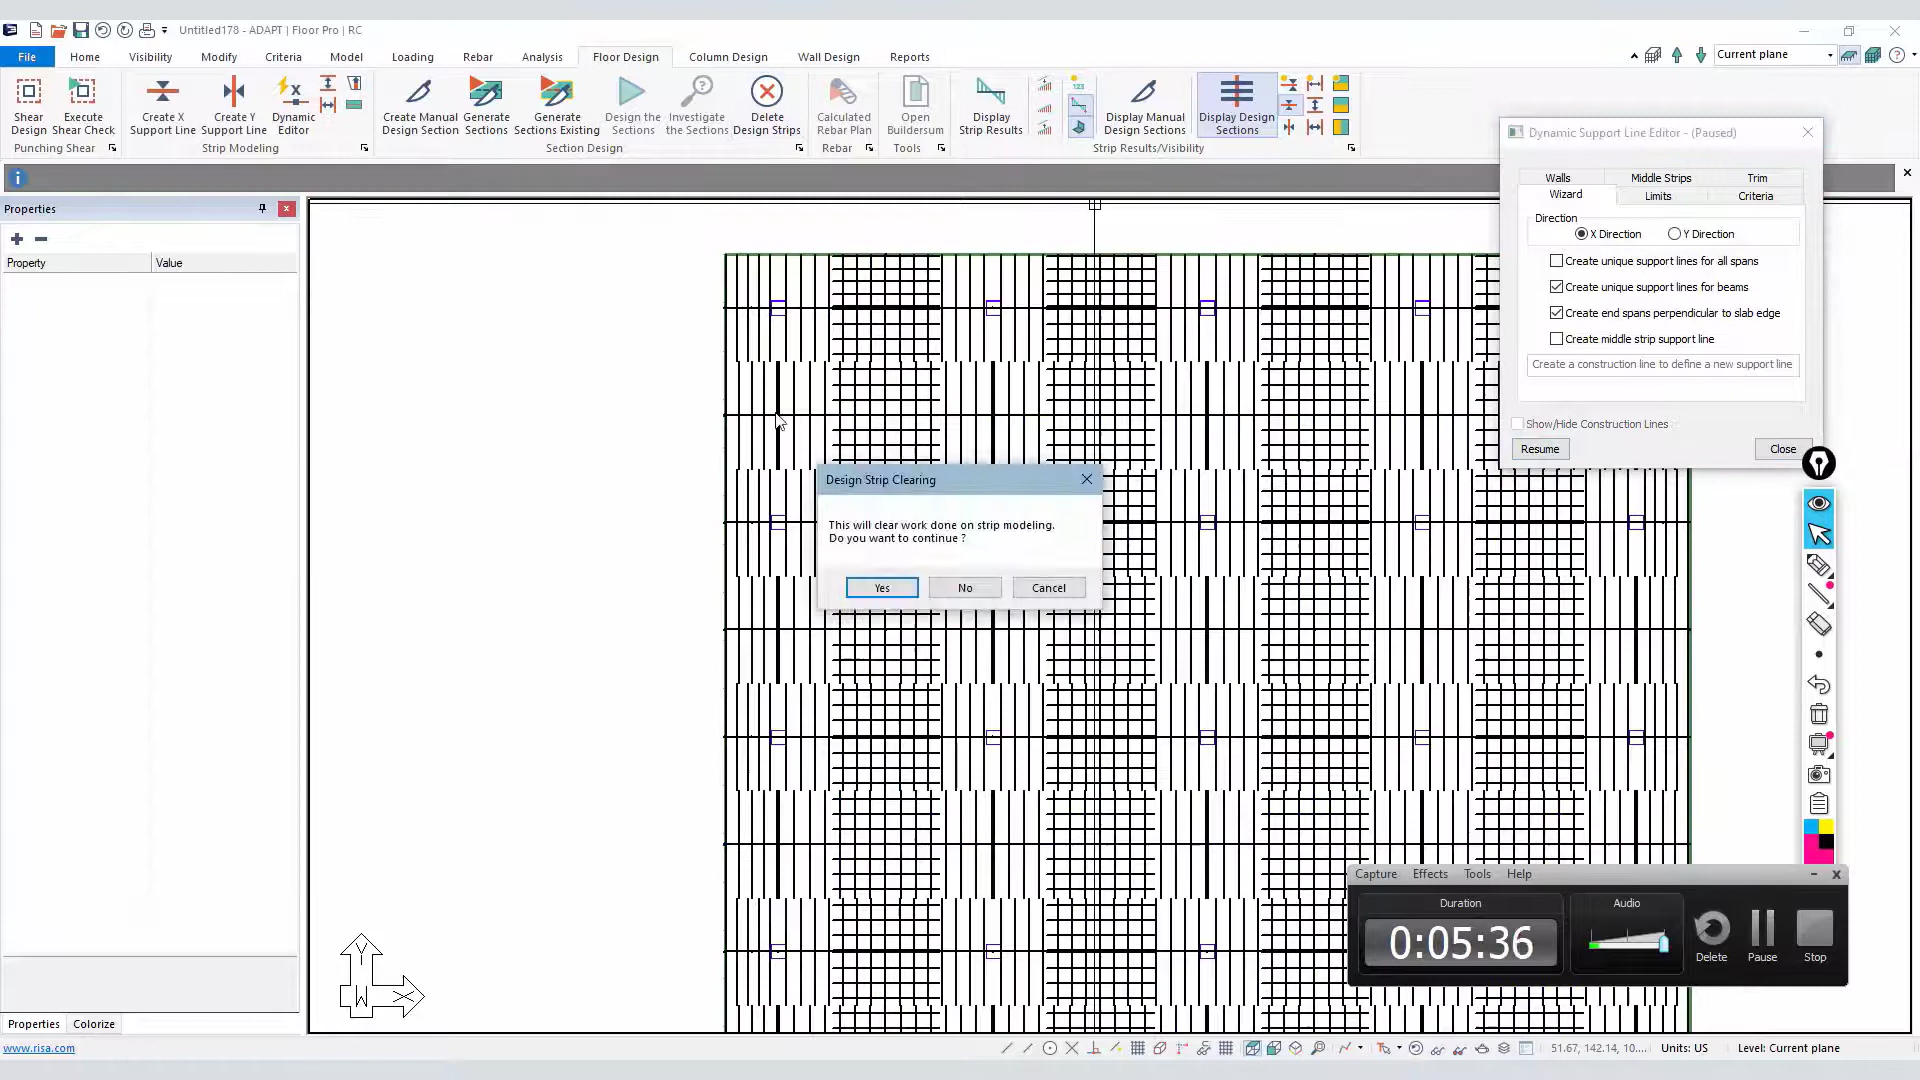 Untitled178 - ADAPT | Floor Pro | RC
File Home Visibility Modify Criteria Model Loading Rebar Analysis Floor Design Column Design Wall Design Reports
Current plane
Shear Design
Execute Shear Check
Create X Support Line
Create Y Support Line
Dynamic Editor
Create Manual Design Section
Generate Sections
Generate Sections Existing
Design the Sections
Investigate the Sections
Delete Design Strips
Calculated Rebar Plan
Open Buildersum
Display Strip Results
Display Manual Design Sections
Display Design Sections
Punching Shear
Strip Modeling
Section Design
Rebar
Tools
Strip Results/Visibility
Properties
Property Value
Dynamic Support Line Editor - (Paused)
Walls Middle Strips Trim
Wizard Limits Criteria
Direction
X Direction Y Direction
Create unique support lines for all spans
Create unique support lines for beams
Create end spans perpendicular to slab edge
Create middle strip support line
Create a construction line to define a new support line
Show/Hide Construction Lines
Resume Close
Design Strip Clearing
This will clear work done on strip modeling.
Do you want to continue ?
Yes No Cancel
Capture Effects Tools Help
Duration Audio
0:05:36
Delete Pause Stop
Y
W X
Properties Colorize
www.risa.com
51.67, 142.14, 10.... Units: US Level: Current plane